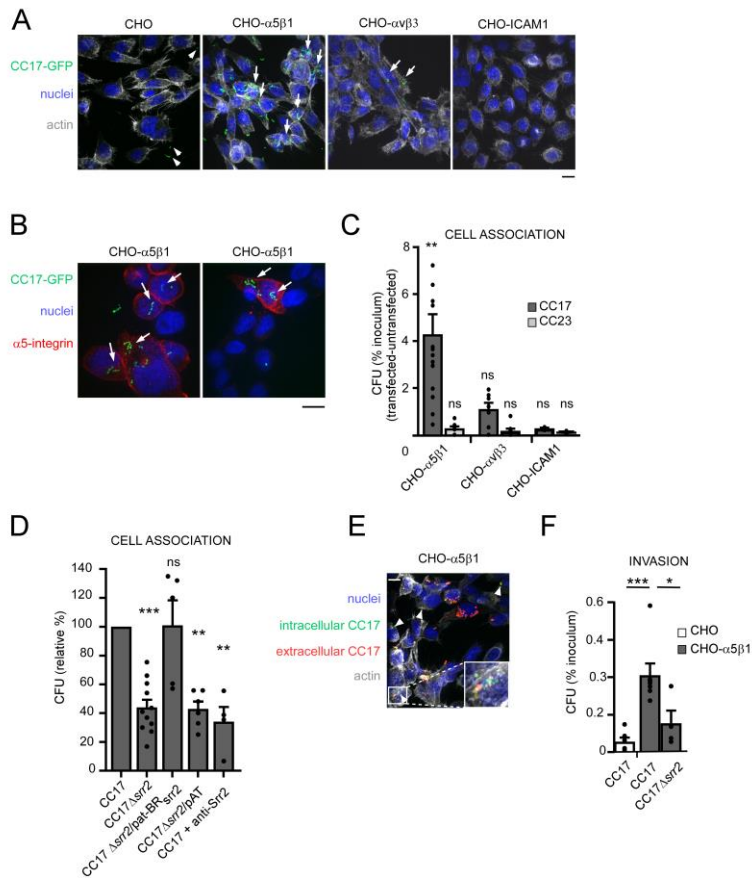 A
CHO
CHO-α5β1
CHO-αvβ3
CHO-ICAM1
CC17-GFP
nuclei
actin
B
CHO-α5β1
CHO-α5β1
CC17-GFP
nuclei
α5-integrin
C
CELL ASSOCIATION
CFU (% inoculum)
(transfected-untransfected)
8
6
4
2
0
**
ns
ns
ns
ns
ns
CC17
CC23
CHO-α5β1
CHO-αvβ3
CHO-ICAM1
D
CELL ASSOCIATION
CFU (relative %)
140
120
100
80
60
40
20
0
***
ns
**
**
CC17
CC17Δsrr2
CC17 Δsrr2/pat-BRsrr2
CC17Δsrr2/pAT
CC17 + anti-Srr2
E
CHO-α5β1
nuclei
intracellular CC17
extracellular CC17
actin
F
INVASION
CFU (% inoculum)
0.6
0.3
0.2
0
***
*
CHO
CHO-α5β1
CC17
CC17
CC17Δsrr2